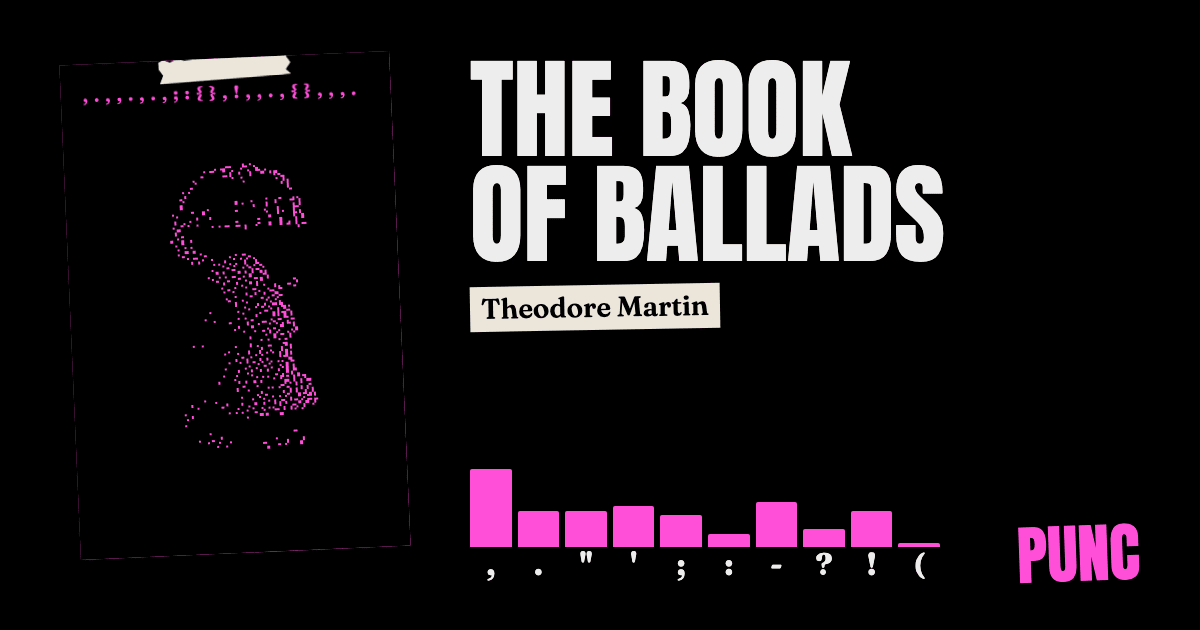 ,.,,.,.,;:{},!,,.,{},,,.
THE BOOK
OF BALLADS
Theodore Martin
, . " ' ; : - ? ! (
PUNC